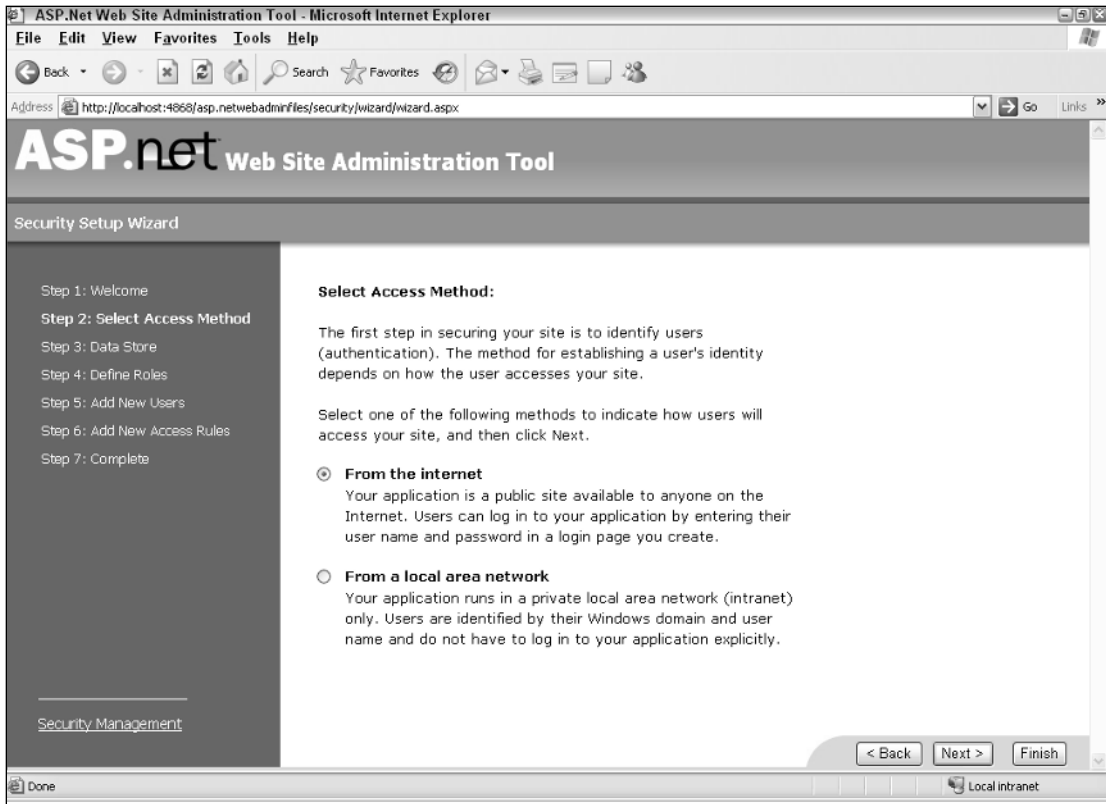 ASP.Net Web Site Administration Tool - Microsoft Internet Explorer
File Edit View Favorites Tools Help
Back Search Favorites
Address http://localhost:4868/asp.netwebadminfiles/security/wizard/wizard.aspx Go Links »
ASP.net Web Site Administration Tool
Security Setup Wizard
Step 1: Welcome
Step 2: Select Access Method
Step 3: Data Store
Step 4: Define Roles
Step 5: Add New Users
Step 6: Add New Access Rules
Step 7: Complete
Security Management
Select Access Method:
The first step in securing your site is to identify users
(authentication). The method for establishing a user's identity
depends on how the user accesses your site.
Select one of the following methods to indicate how users will
access your site, and then click Next.
From the internet
Your application is a public site available to anyone on the
Internet. Users can log in to your application by entering their
user name and password in a login page you create.
From a local area network
Your application runs in a private local area network (intranet)
only. Users are identified by their Windows domain and user
name and do not have to log in to your application explicitly.
< Back Next > Finish
Done Local intranet